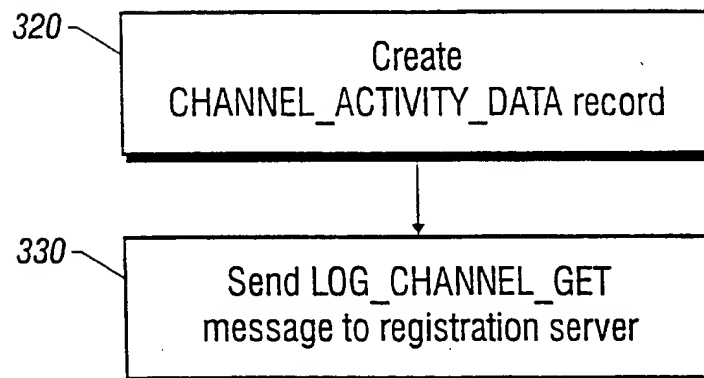 320
Create
CHANNEL_ACTIVITY_DATA record
330
Send LOG_CHANNEL_GET
message to registration server